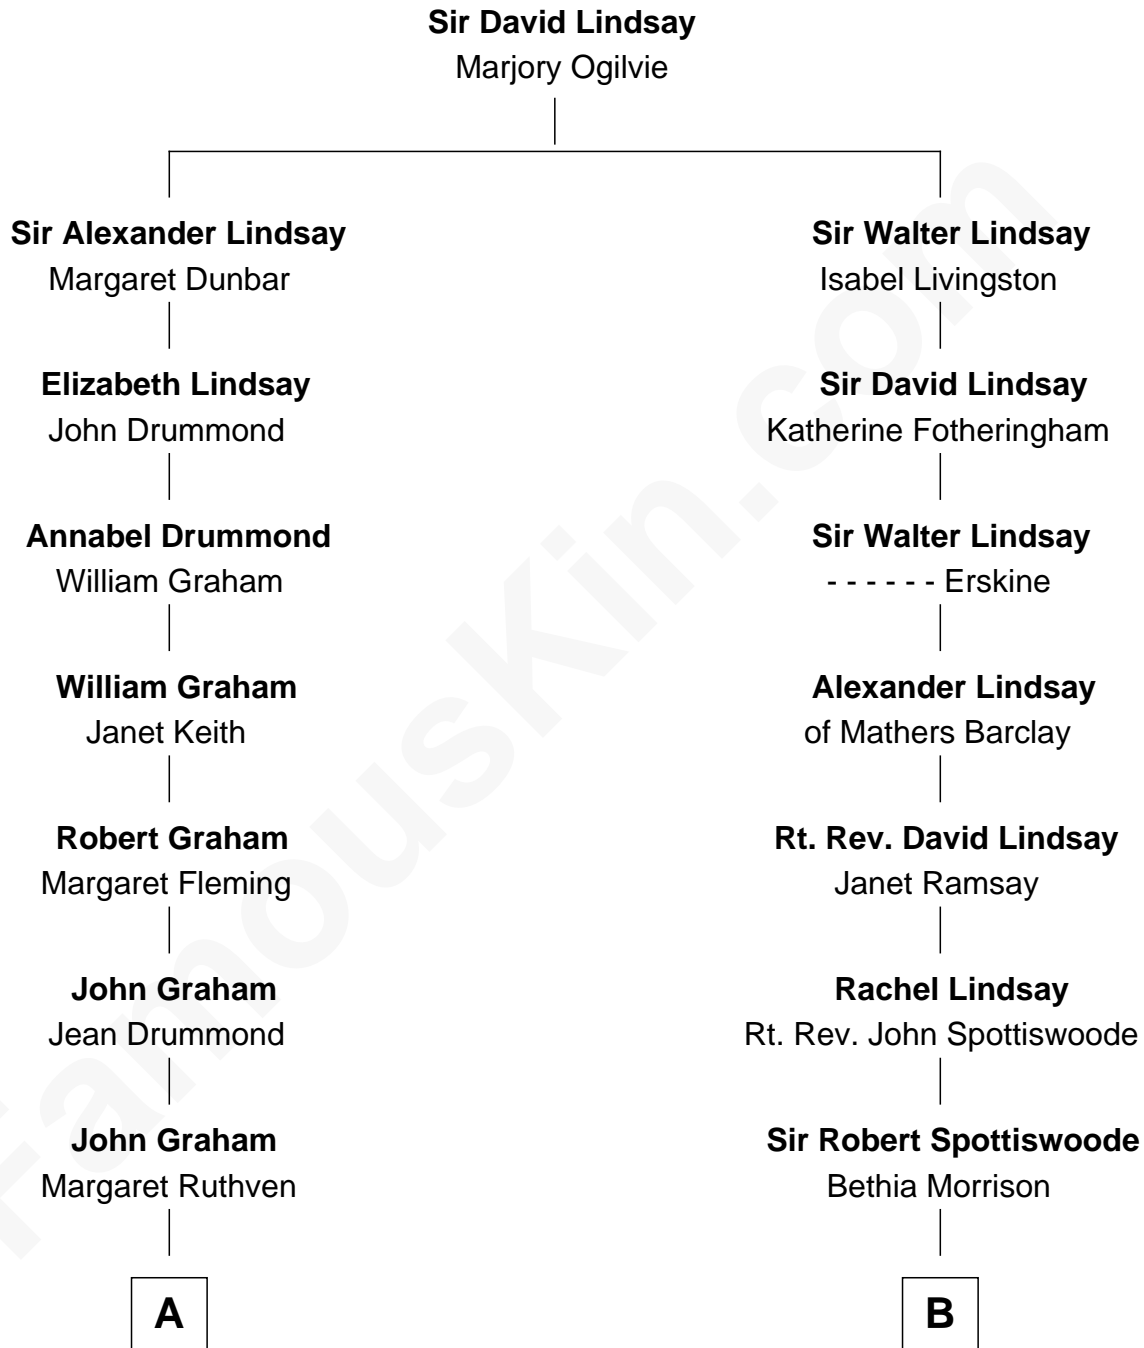 Sir David Lindsay
Marjory Ogilvie
Sir Alexander Lindsay
Margaret Dunbar
Sir Walter Lindsay
Isabel Livingston
Elizabeth Lindsay
John Drummond
Sir David Lindsay
Katherine Fotheringham
Annabel Drummond
William Graham
Sir Walter Lindsay
- - - - - - Erskine
William Graham
Janet Keith
Alexander Lindsay
of Mathers Barclay
Robert Graham
Margaret Fleming
Rt. Rev. David Lindsay
Janet Ramsay
John Graham
Jean Drummond
Rachel Lindsay
Rt. Rev. John Spottiswoode
John Graham
Margaret Ruthven
Sir Robert Spottiswoode
Bethia Morrison
A
B
FamousKin.com